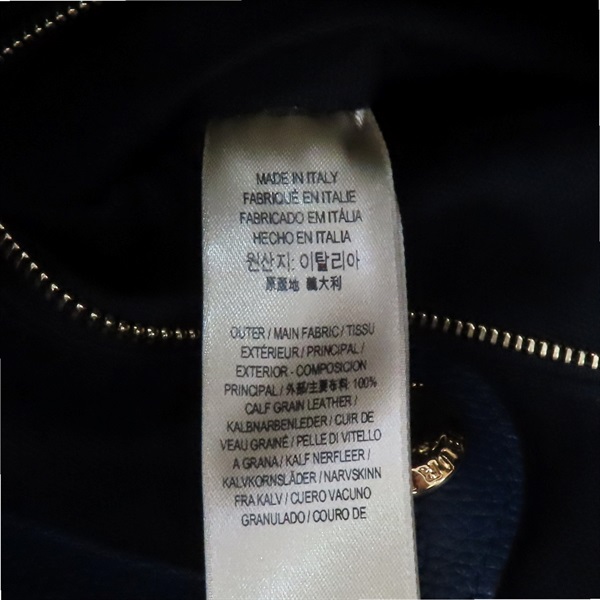 MADE IN ITALY
FABRIQUÉ EN ITALIE
FABRICADO EM ITÁLIA
HECHO EN ITALIA
원산지: 이탈리아
原產地 義大利
OUTER / MAIN FABRIC / TISSU
EXTÉRIEUR / PRINCIPAL /
EXTERIOR - COMPOSICION
PRINCIPAL / 外部/主要布料 100%
CALF GRAIN LEATHER /
KALBNARBENLEDER / CUIR DE
VEAU GRAINÉ / PELLE DI VITELLO
A GRANA / KALF NERFLEER /
KALVKORNSLÄDER / NARVSKINN
FRA KALV / CUERO VACUNO
GRANULADO / COURO DE